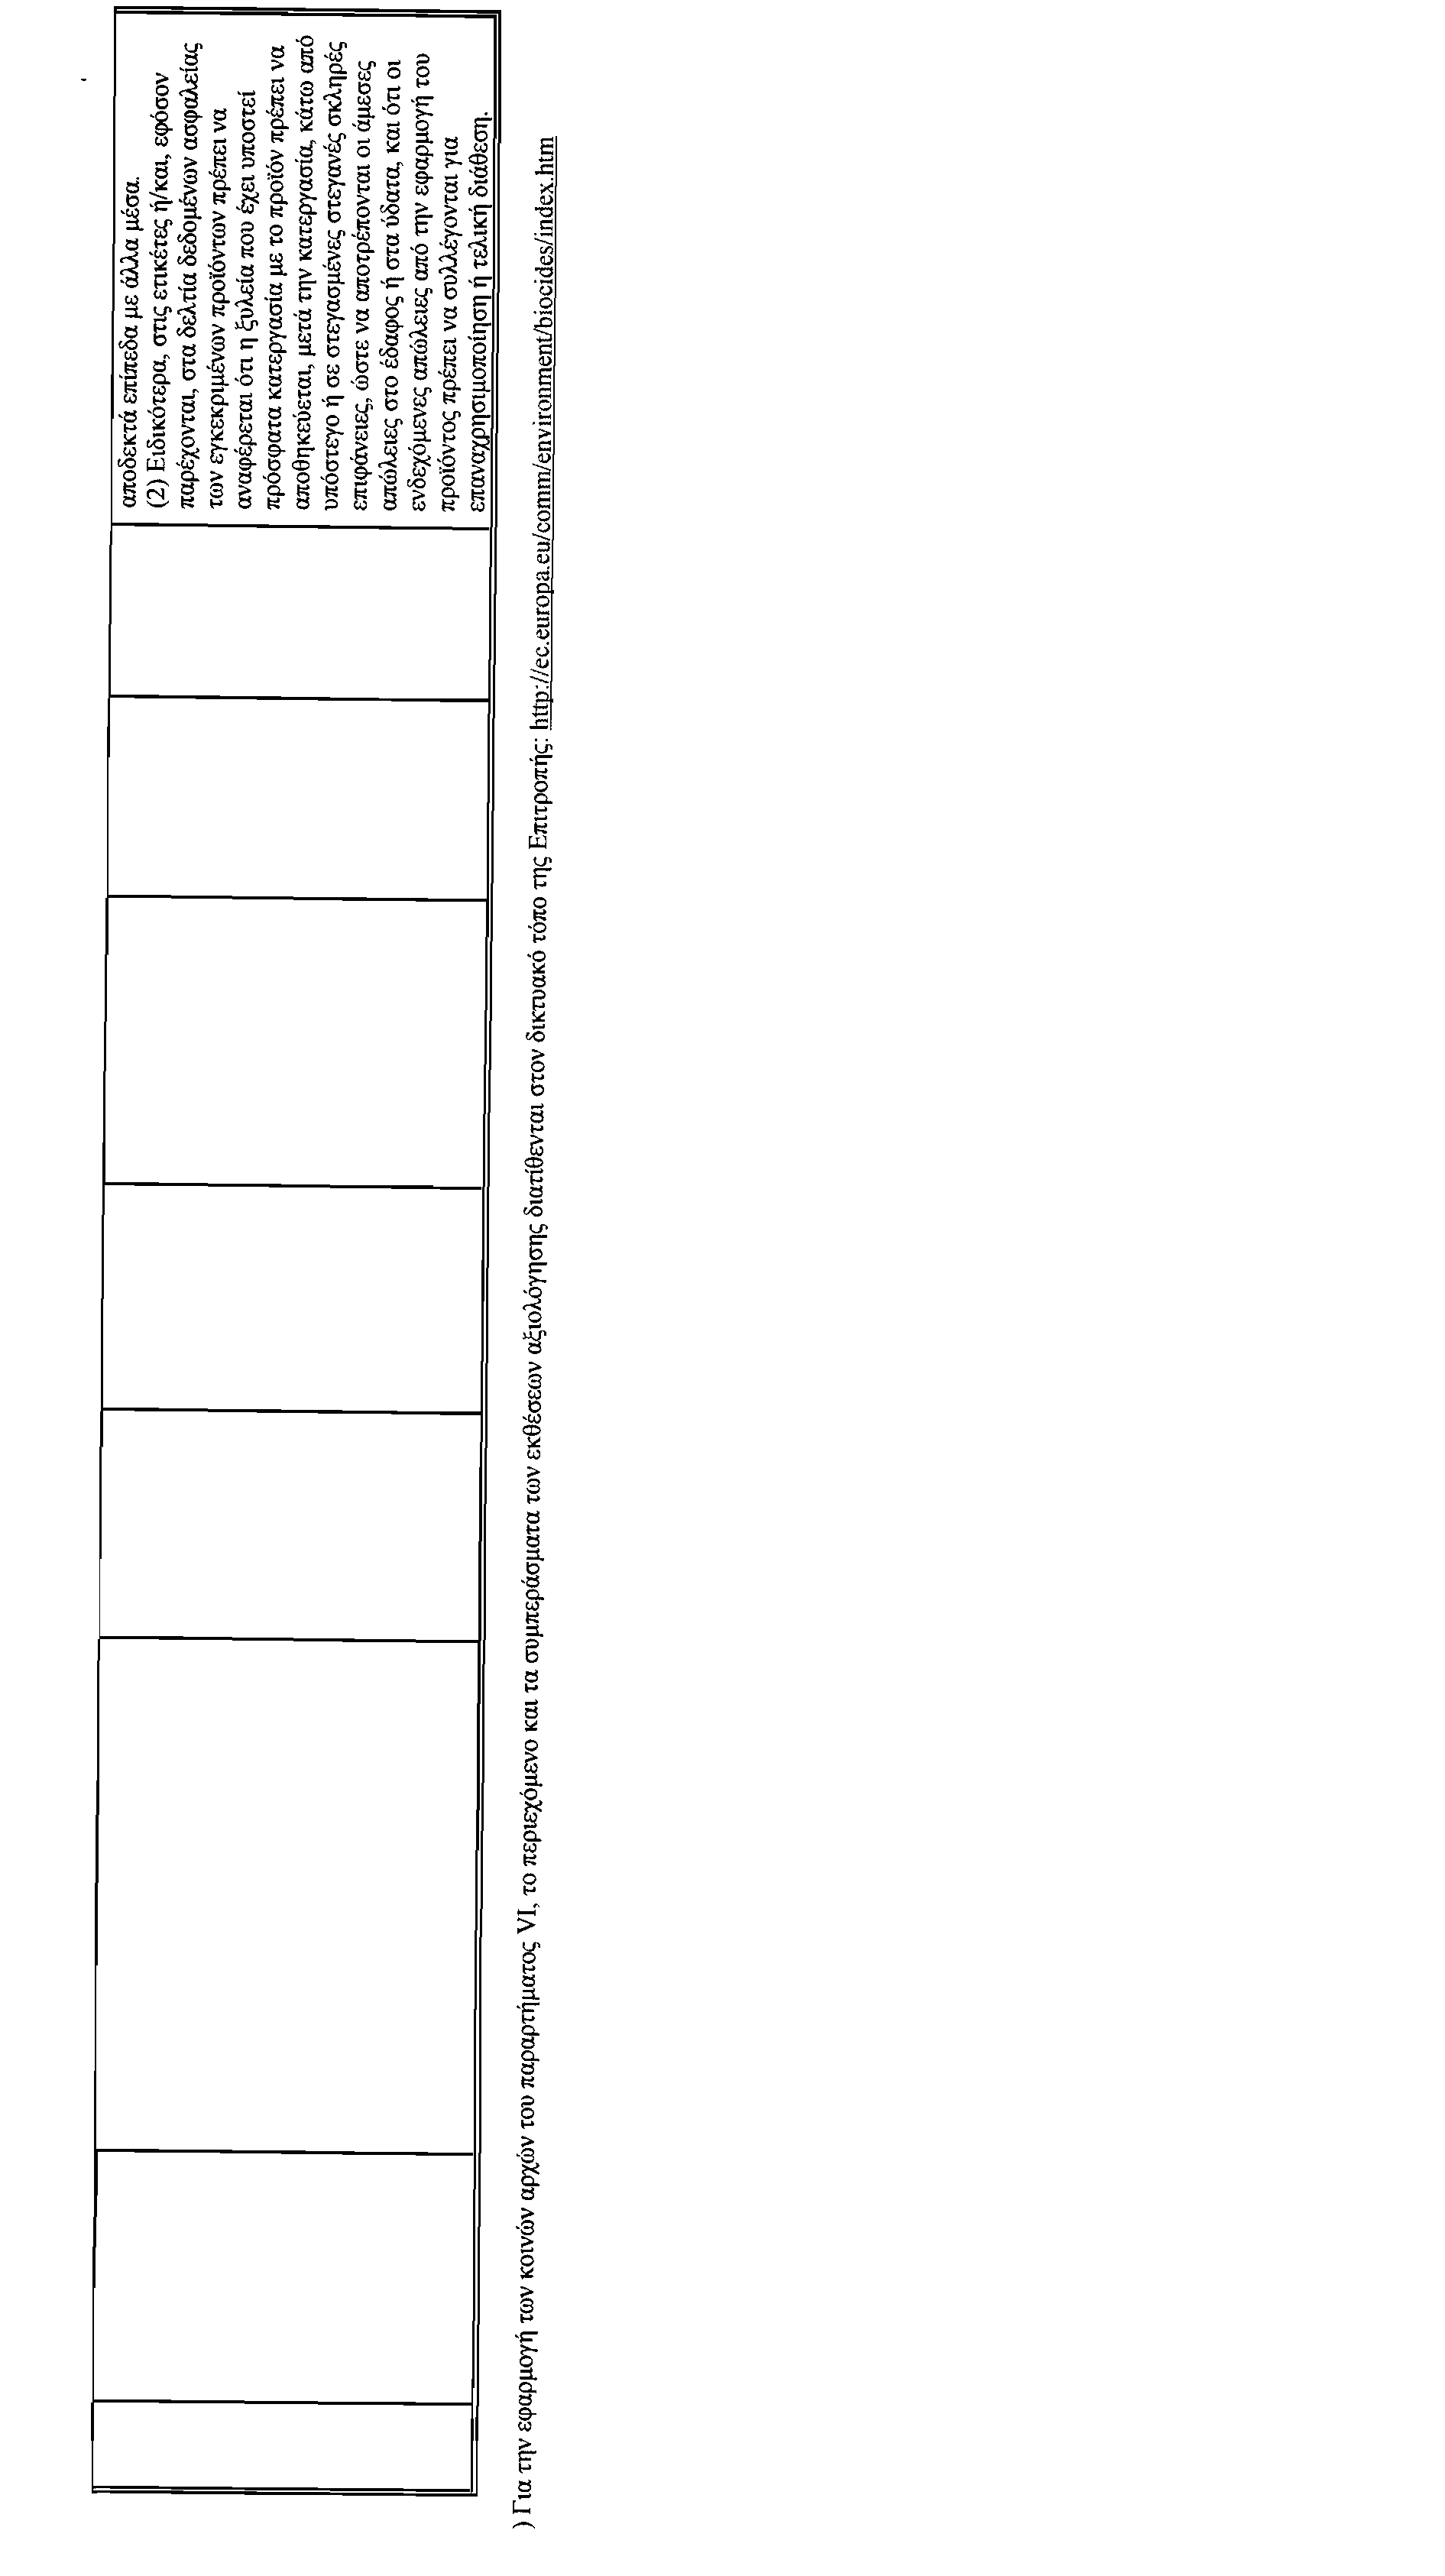 αποδεκτά επίπεδα με άλλα μέσα.
(2) Ειδικότερα, στις ετικέτες ή/και, εφόσον
παρέχονται, στα δελτία δεδομένων ασφαλείας
των εγκεκριμένων προϊόντων πρέπει να
αναφέρεται ότι η ξυλεία που έχει υποστεί
πρόσφατα κατεργασία με το προϊόν πρέπει να
αποθηκεύεται, μετά την κατεργασία, κάτω από
υπόστεγο ή σε στεγασμένες στεγανές σκληρές
επιφάνειες, ώστε να αποτρέπονται οι άμεσες
απώλειες στο έδαφος ή στα ύδατα, και ότι οι
ενδεχόμενες απώλειες από την εφαρμογή του
προϊόντος πρέπει να συλλέγονται για
επαναχρησιμοποίηση ή τελική διάθεση.
) Για την εφαρμογή των κοινών αρχών του παραρτήματος VI, το περιεχόμενο και τα συμπεράσματα των εκθέσεων αξιολόγησης διατίθενται στον δικτυακό τόπο της Επιτροπής: http://ec.europa.eu/comm/environment/biocides/index.htm